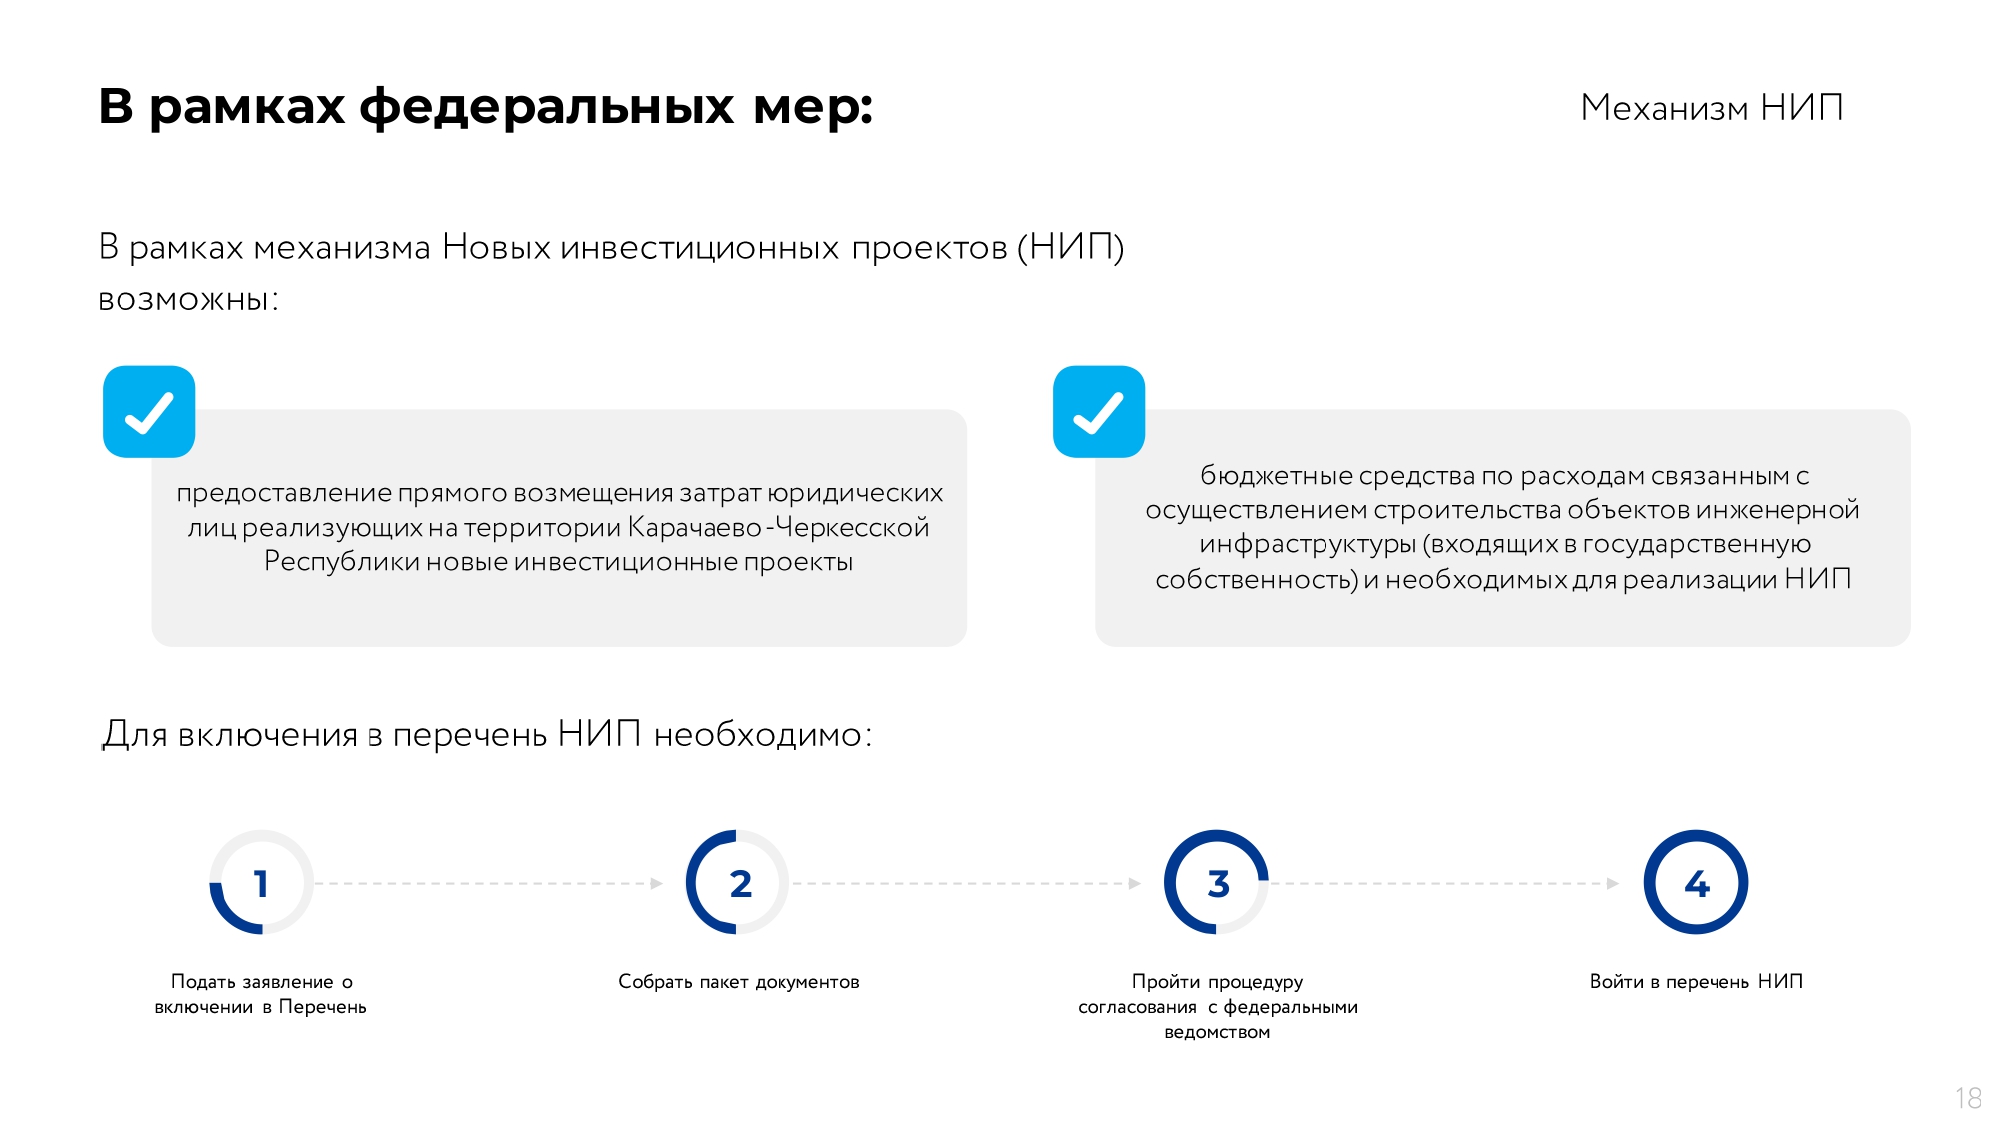 В рамках федеральных мер:
Механизм НИП
В рамках механизма Новых инвестиционных проектов (НИП)
возможны:
предоставление прямого возмещения затрат юридических
лиц реализующих на территории Карачаево-Черкесской
Республики новые инвестиционные проекты
бюджетные средства по расходам связанным с
осуществлением строительства объектов инженерной
инфраструктуры (входящих в государственную
собственность) и необходимых для реализации НИП
Для включения в перечень НИП необходимо:
1
2
3
4
Подать заявление о
включении в Перечень
Собрать пакет документов
Пройти процедуру
согласования с федеральными
ведомством
Войти в перечень НИП
18